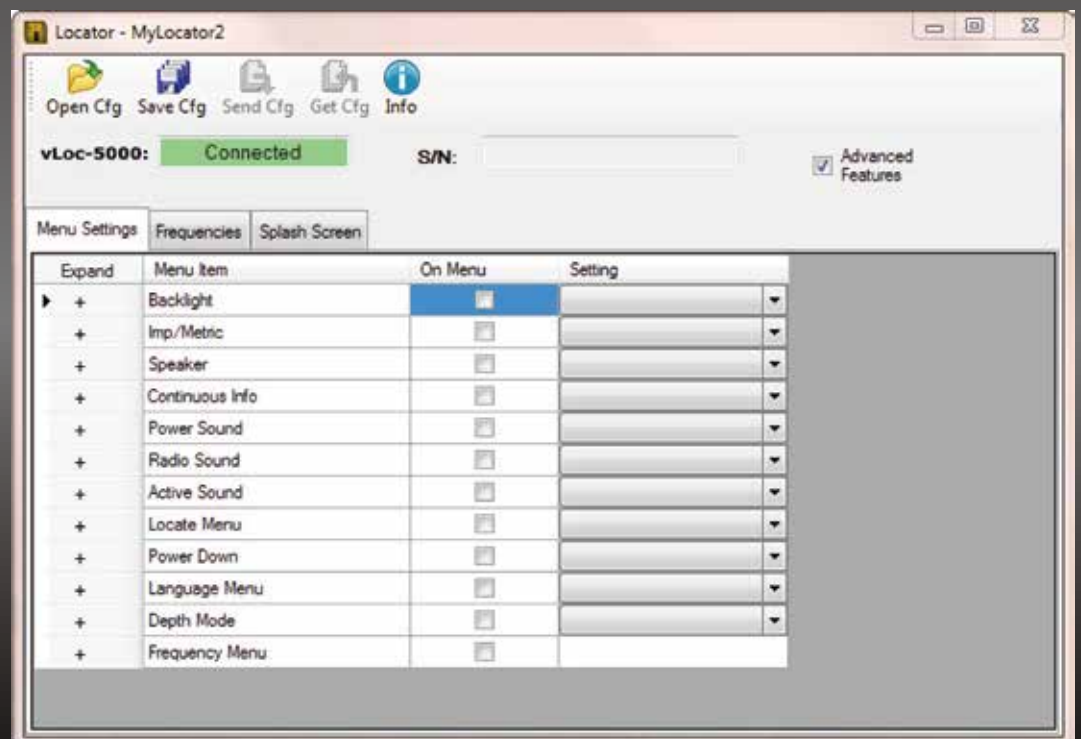 Locator - MyLocator2
Open Cfg Save Cfg Send Cfg Get Cfg Info
vLoc-5000: Connected S/N: Advanced Features
Menu Settings Frequencies Splash Screen
Expand Menu Item On Menu Setting
+ Backlight
+ Imp/Metric
+ Speaker
+ Continuous Info
+ Power Sound
+ Radio Sound
+ Active Sound
+ Locate Menu
+ Power Down
+ Language Menu
+ Depth Mode
+ Frequency Menu